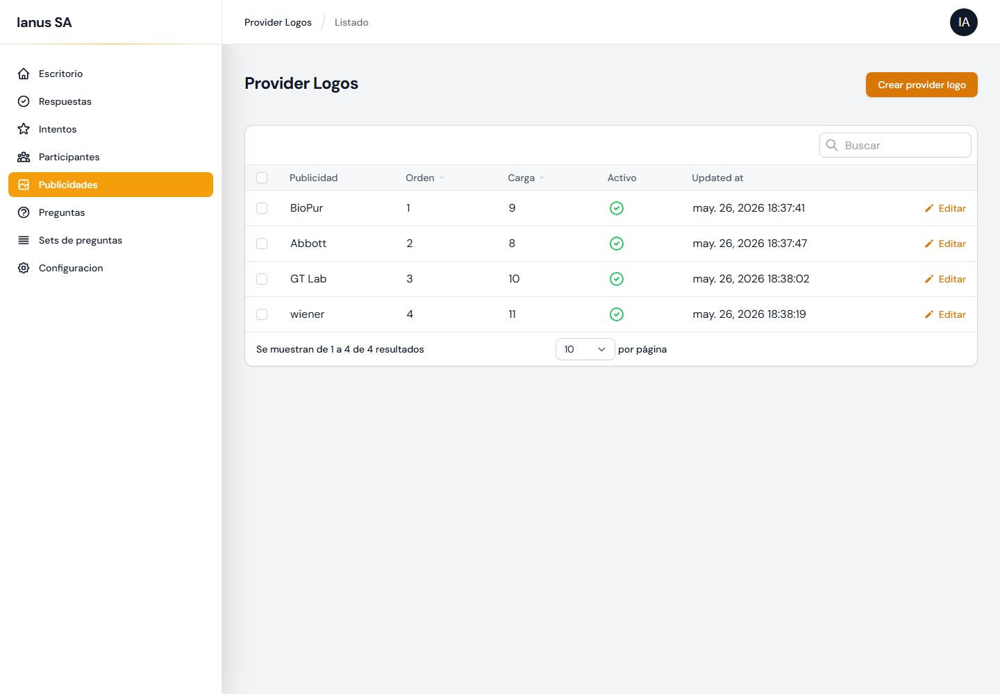 Ianus SA
Provider Logos
Listado
IA
Escritorio
Respuestas
Intentos
Participantes
Publicidades
Preguntas
Sets de preguntas
Configuracion
Provider Logos
Crear provider logo
Buscar
Publicidad Orden Carga Activo Updated at
BioPur 1 9 may. 26, 2026 18:37:41 Editar
Abbott 2 8 may. 26, 2026 18:37:47 Editar
GT Lab 3 10 may. 26, 2026 18:38:02 Editar
wiener 4 11 may. 26, 2026 18:38:19 Editar
Se muestran de 1 a 4 de 4 resultados
10 por página